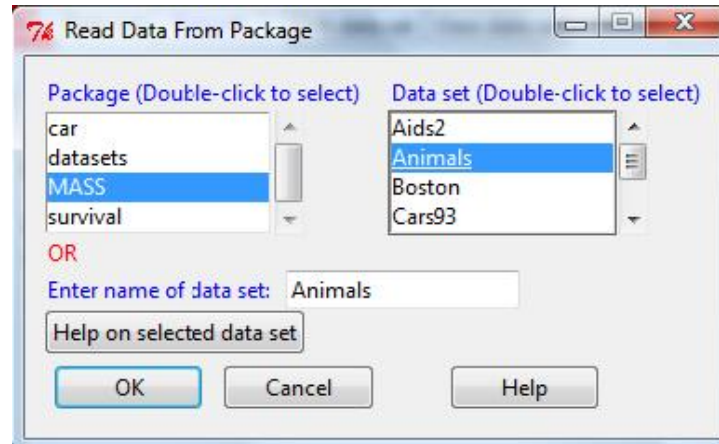 Read Data From Package
Package (Double-click to select)
car
datasets
MASS
survival
Data set (Double-click to select)
Aids2
Animals
Boston
Cars93
OR
Enter name of data set: Animals
Help on selected data set
OK Cancel Help